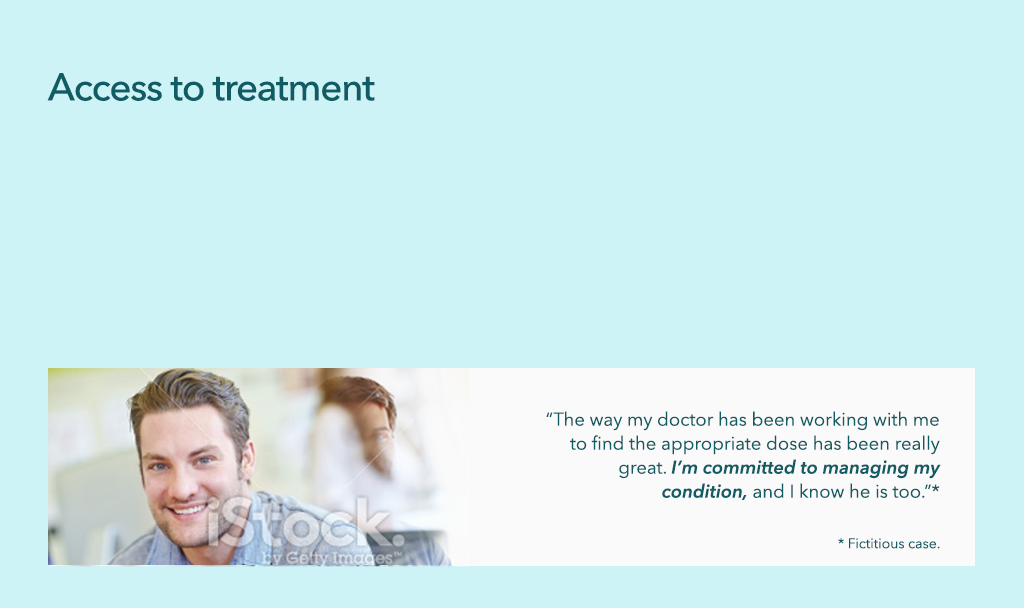 Access to treatment
“The way my doctor has been working with me
to find the appropriate dose has been really
great. I’m committed to managing my
condition, and I know he is too.”*
iStock.
by Getty Images™
* Fictitious case.